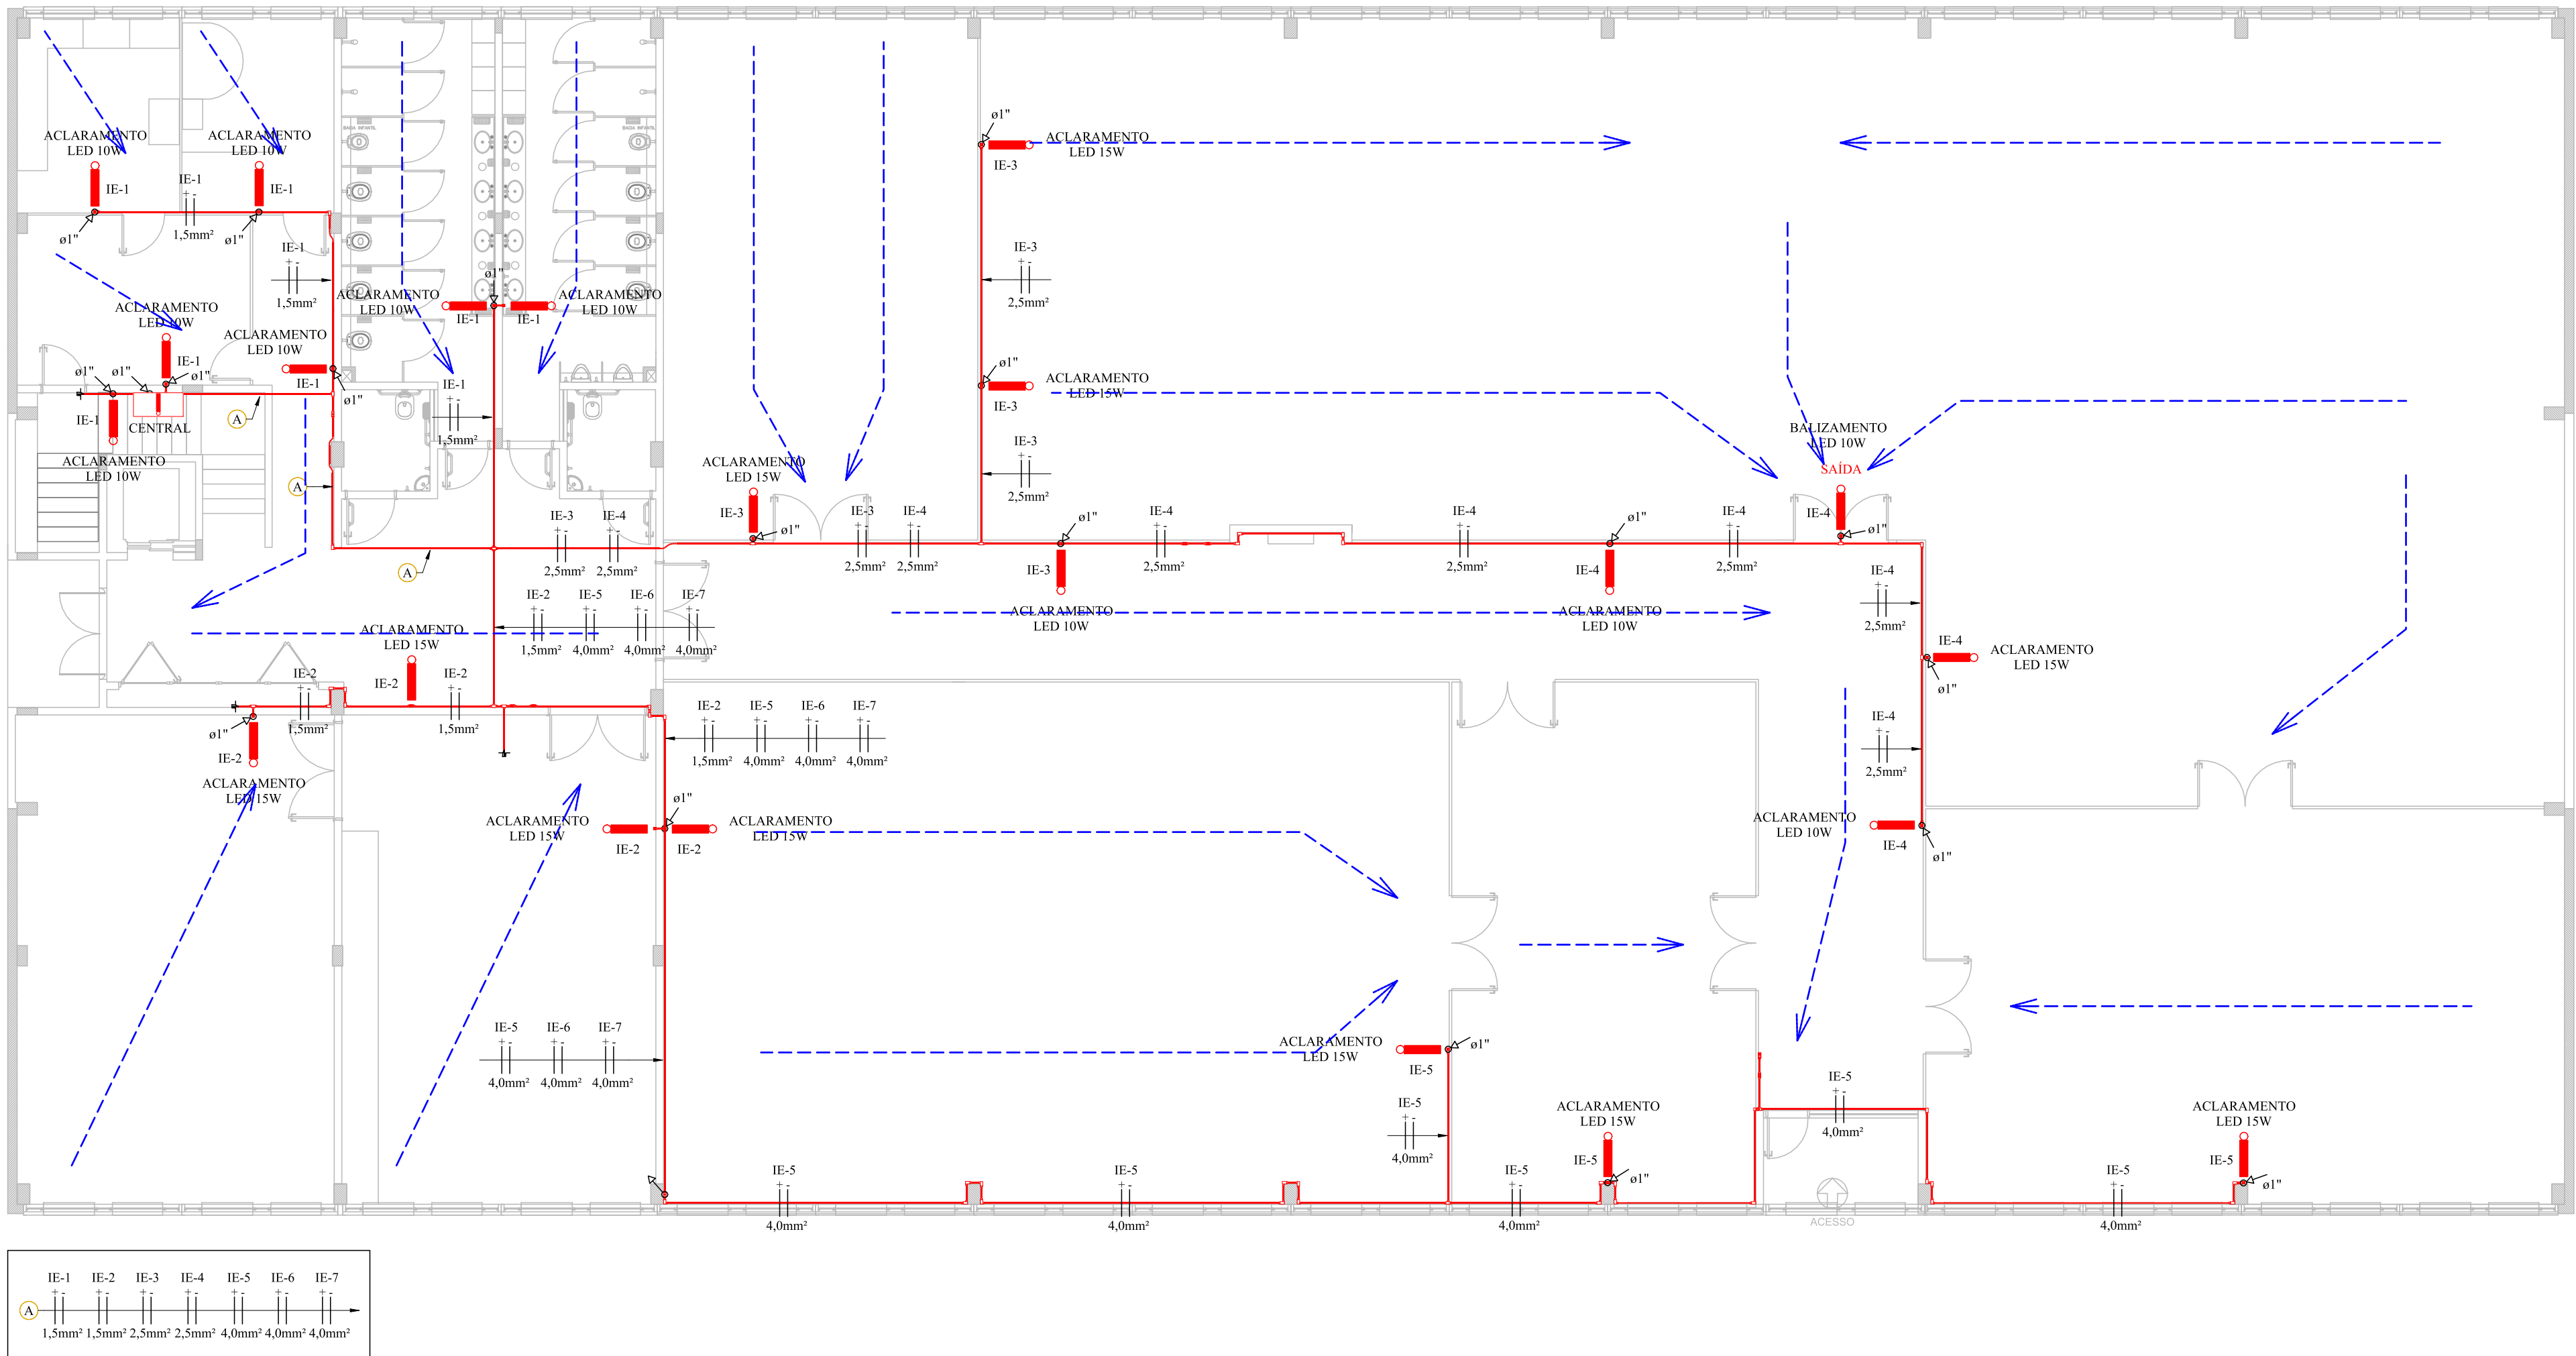 ø1"
ACLARAMENTO
LED 10W
IE-1
ø1"
ACLARAMENTO
LED 10W
IE-1
ø1"
IE-1
+ -
1,5mm²
IE-1
+ -
1,5mm²
BACIA INFANTIL
BACIA INFANTIL
ø1"
ACLARAMENTO
LED 10W
IE-1
ACLARAMENTO
LED 10W
IE-1
ACLARAMENTO
LED 10W
IE-1
ø1"
ø1"
ø1"
ACLARAMENTO
LED 10W
IE-1
ø1"
A
IE-1
CENTRAL
ACLARAMENTO
LED 10W
IE-1
+ -
1,5mm²
A
A
ø1"
ACLARAMENTO
LED 15W
IE-3
IE-3
+ -
2,5mm²
ø1"
ACLARAMENTO
LED 15W
IE-3
IE-3
+ -
2,5mm²
BALIZAMENTO
LED 10W
SAÍDA
IE-4
ø1"
ACLARAMENTO
LED 15W
IE-3
ø1"
IE-3
+ -
2,5mm²
IE-4
+ -
2,5mm²
IE-3
+ -
2,5mm²
IE-4
+ -
2,5mm²
ø1"
IE-3
ACLARAMENTO
LED 10W
IE-4
+ -
2,5mm²
IE-4
+ -
2,5mm²
ø1"
IE-4
ACLARAMENTO
LED 10W
IE-4
+ -
2,5mm²
IE-4
+ -
2,5mm²
IE-2 IE-5 IE-6 IE-7
+ - + - + - + -
1,5mm² 4,0mm² 4,0mm² 4,0mm²
ACLARAMENTO
LED 15W
IE-2
IE-4
ACLARAMENTO
LED 15W
ø1"
IE-2
+ -
1,5mm²
IE-2
+ -
1,5mm²
ø1"
IE-2
ACLARAMENTO
LED 15W
IE-2 IE-5 IE-6 IE-7
+ - + - + - + -
1,5mm² 4,0mm² 4,0mm² 4,0mm²
IE-4
+ -
2,5mm²
ø1"
ACLARAMENTO
LED 15W
IE-2
ACLARAMENTO
LED 15W
IE-2
ACLARAMENTO
LED 10W
IE-4
ø1"
IE-5 IE-6 IE-7
+ - + - + -
4,0mm² 4,0mm² 4,0mm²
ACLARAMENTO
LED 15W
IE-5
ø1"
IE-5
+ -
4,0mm²
ACLARAMENTO
LED 15W
IE-5
ø1"
IE-5
+ -
4,0mm²
ACLARAMENTO
LED 15W
IE-5
ø1"
IE-5
+ -
4,0mm²
IE-5
+ -
4,0mm²
IE-5
+ -
4,0mm²
IE-5
+ -
4,0mm²
ACESSO
IE-1 IE-2 IE-3 IE-4 IE-5 IE-6 IE-7
+ - + - + - + - + - + - + -
A
1,5mm² 1,5mm² 2,5mm² 2,5mm² 4,0mm² 4,0mm² 4,0mm²